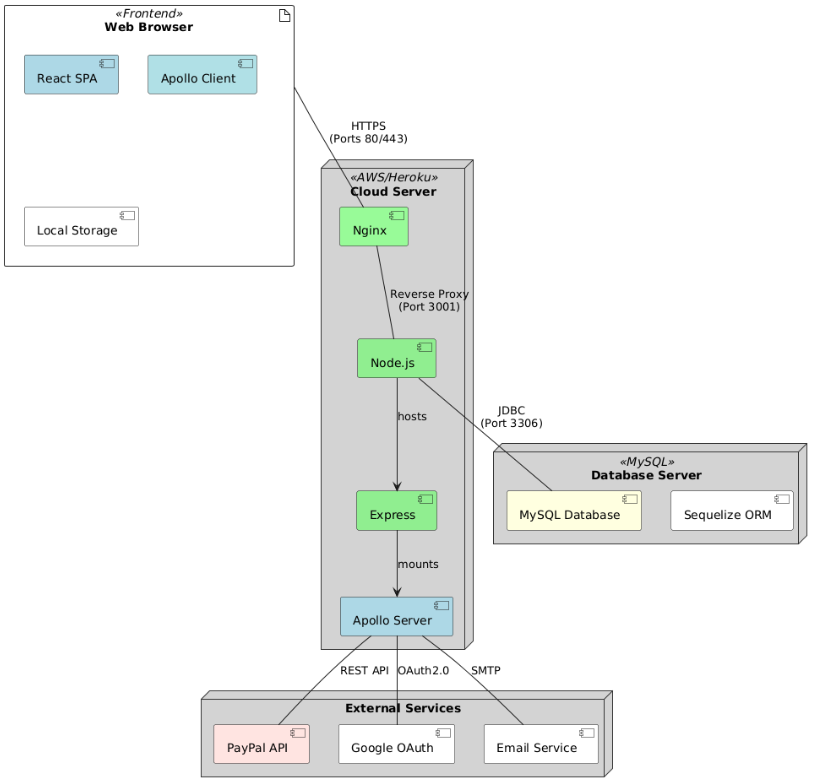 «Frontend»
Web Browser
React SPA
Apollo Client
Local Storage
HTTPS
(Ports 80/443)
«AWS/Heroku»
Cloud Server
Nginx
Reverse Proxy
(Port 3001)
Node.js
hosts
JDBC
(Port 3306)
«MySQL»
Database Server
MySQL Database
Sequelize ORM
Express
mounts
Apollo Server
REST API
OAuth2.0
SMTP
External Services
PayPal API
Google OAuth
Email Service